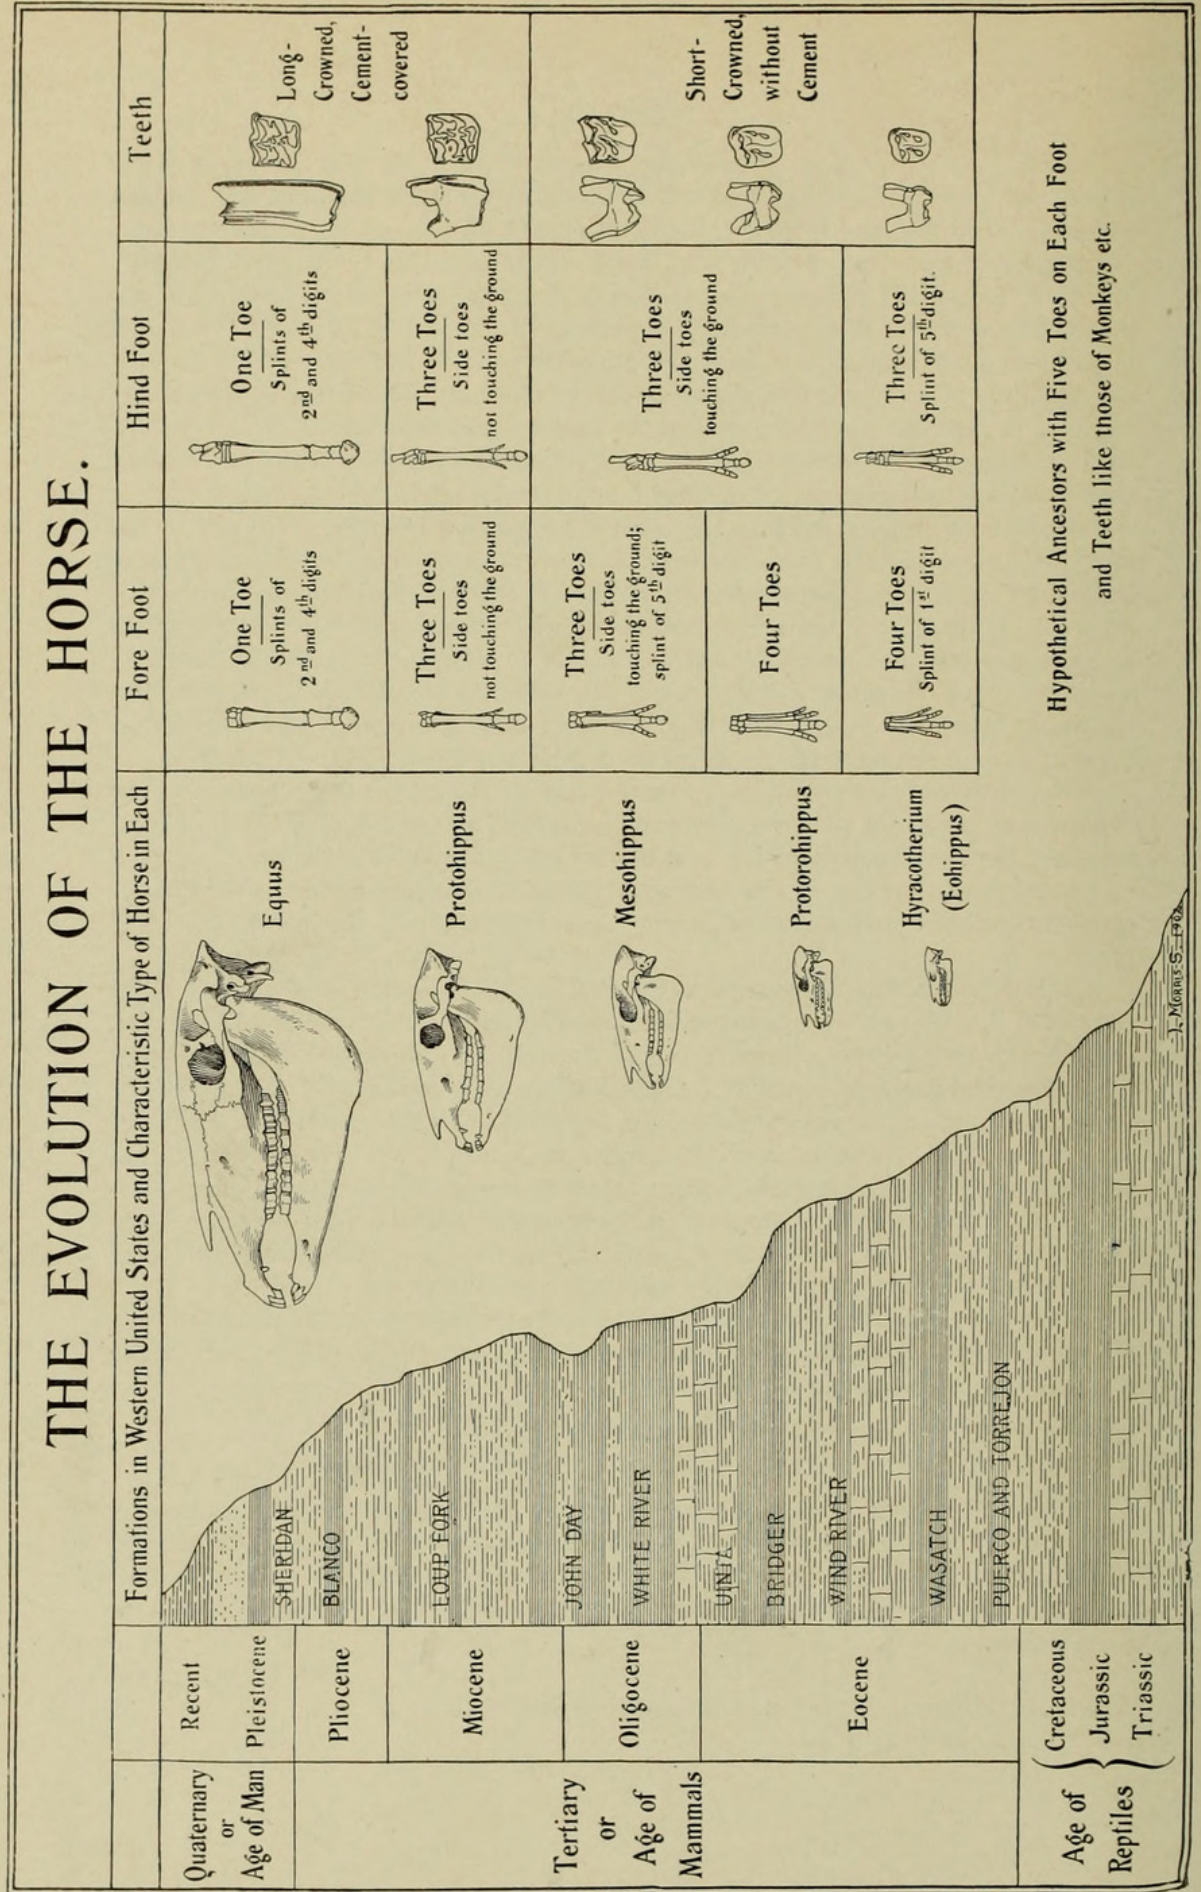 THE EVOLUTION OF THE HORSE.
Formations in Western United States and Characteristic Type of Horse in Each
Fore Foot
Hind Foot
Teeth
Quaternary
or
Age of Man
Recent
Pleistocene
SHERIDAN
Equus
One Toe
Splints of
2nd and 4th digits
One Toe
Splints of
2nd and 4th digits
Long-
Crowned,
Cement-
covered
Tertiary
or
Age of
Mammals
Pliocene
BLANCO
Miocene
LOUP FORK
Protohippus
Three Toes
Side toes
not touching the ground
Three Toes
Side toes
not touching the ground
JOHN DAY
Oligocene
WHITE RIVER
Mesohippus
Three Toes
Side toes
touching the ground;
splint of 5th digit
Three Toes
Side toes
touching the ground
Short-
Crowned,
without
Cement
Eocene
UINTA
BRIDGER
WIND RIVER
Protorohippus
Four Toes
WASATCH
Hyracotherium
(Eohippus)
Four Toes
Splint of 1st digit
Three Toes
Splint of 5th digit.
PUERCO AND TORREJON
Age of
Reptiles
Cretaceous
Jurassic
Triassic
Hypothetical Ancestors with Five Toes on Each Foot
and Teeth like those of Monkeys etc.